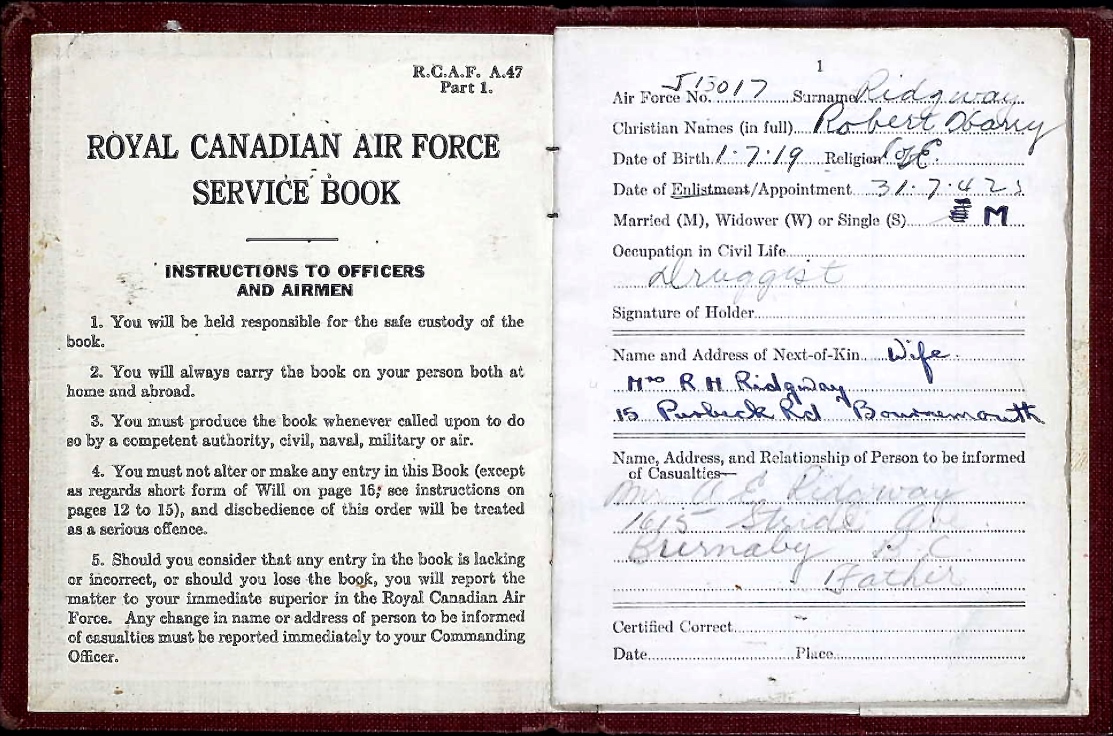 R.C.A.F. A.47
Part 1.
ROYAL CANADIAN AIR FORCE
SERVICE BOOK
INSTRUCTIONS TO OFFICERS
AND AIRMEN
1. You will be held responsible for the safe custody of the
book.
2. You will always carry the book on your person both at
home and abroad.
3. You must produce the book whenever called upon to do
so by a competent authority, civil, naval, military or air.
4. You must not alter or make any entry in this Book (except
as regards short form of Will on page 16; see instructions on
pages 12 to 15), and disobedience of this order will be treated
as a serious offence.
5. Should you consider that any entry in the book is lacking
or incorrect, or should you lose the book, you will report the
matter to your immediate superior in the Royal Canadian Air
Force. Any change in name or address of person to be informed
of casualties must be reported immediately to your Commanding
Officer.
1
Air Force No. J13017 Surname Ridgway
Christian Names (in full) Robert Harry
Date of Birth 1.7.19 Religion
Date of Enlistment/Appointment 31.7.42
Married (M), Widower (W) or Single (S) M
Occupation in Civil Life
Druggist
Signature of Holder
Name and Address of Next-of-Kin Wife.
Mrs R H Ridgway
15 Purbeck Rd Bournemouth
Name, Address, and Relationship of Person to be informed
of Casualties—
A E Ridgway
1615 Ave.
Burnaby B.C.
Father
Certified Correct
Date Place